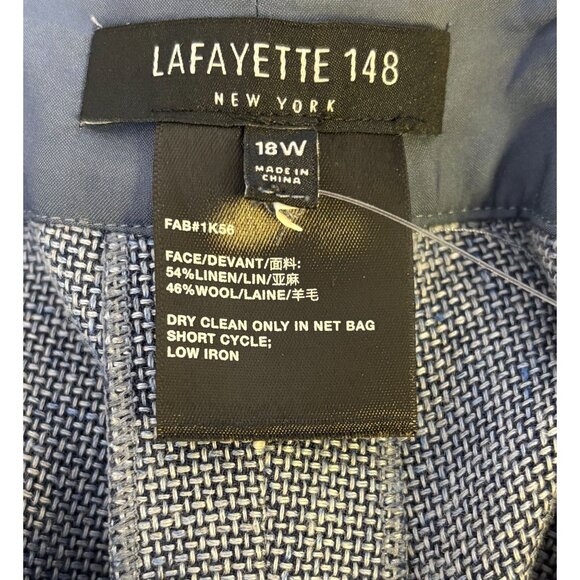 LAFAYETTE 148
NEW YORK
18W
MADE IN
CHINA
FAB#1K56
FACE/DEVANT/面料:
54%LINEN/LIN/亚麻
46%WOOL/LAINE/羊毛
DRY CLEAN ONLY IN NET BAG
SHORT CYCLE;
LOW IRON